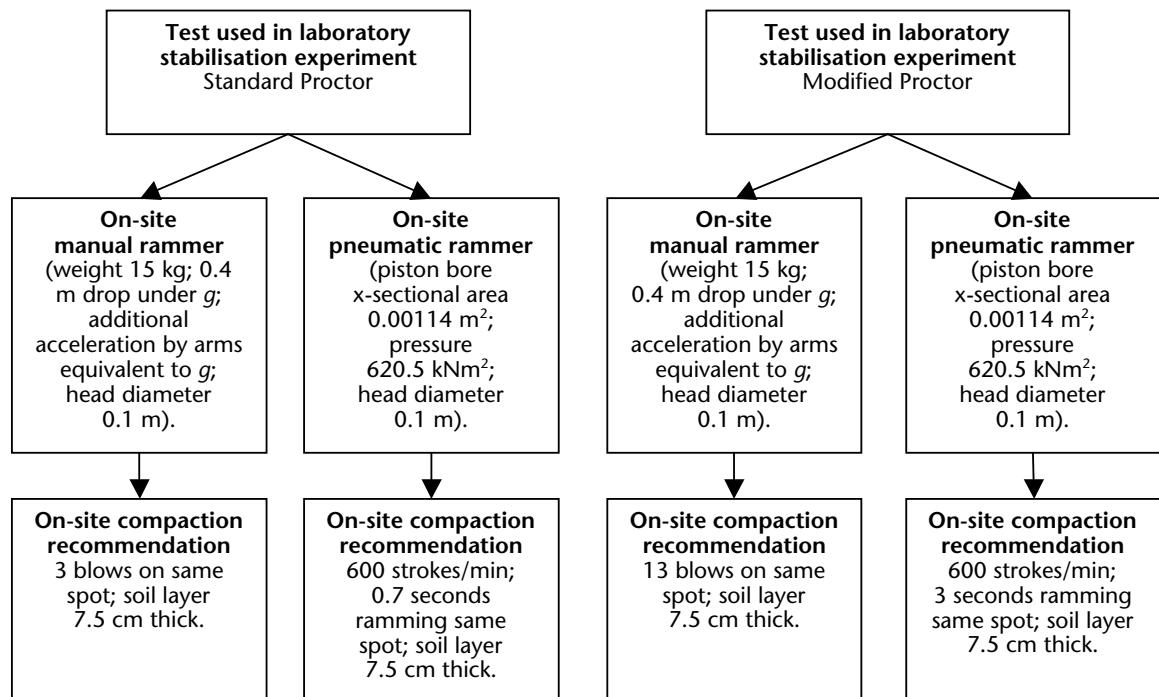 Test used in laboratory
stabilisation experiment
Standard Proctor
Test used in laboratory
stabilisation experiment
Modified Proctor
On-site
manual rammer
(weight 15 kg; 0.4
m drop under g;
additional
acceleration by arms
equivalent to g;
head diameter
0.1 m).
On-site
pneumatic rammer
(piston bore
x-sectional area
0.00114 m²;
pressure
620.5 kNm²;
head diameter
0.1 m).
On-site
manual rammer
(weight 15 kg;
0.4 m drop under g;
additional
acceleration by arms
equivalent to g;
head diameter
0.1 m).
On-site
pneumatic rammer
(piston bore
x-sectional area
0.00114 m²;
pressure
620.5 kNm²;
head diameter
0.1 m).
On-site compaction
recommendation
3 blows on same
spot; soil layer
7.5 cm thick.
On-site compaction
recommendation
600 strokes/min;
0.7 seconds
ramming same
spot; soil layer
7.5 cm thick.
On-site compaction
recommendation
13 blows on same
spot; soil layer
7.5 cm thick.
On-site compaction
recommendation
600 strokes/min;
3 seconds ramming
same spot; soil layer
7.5 cm thick.